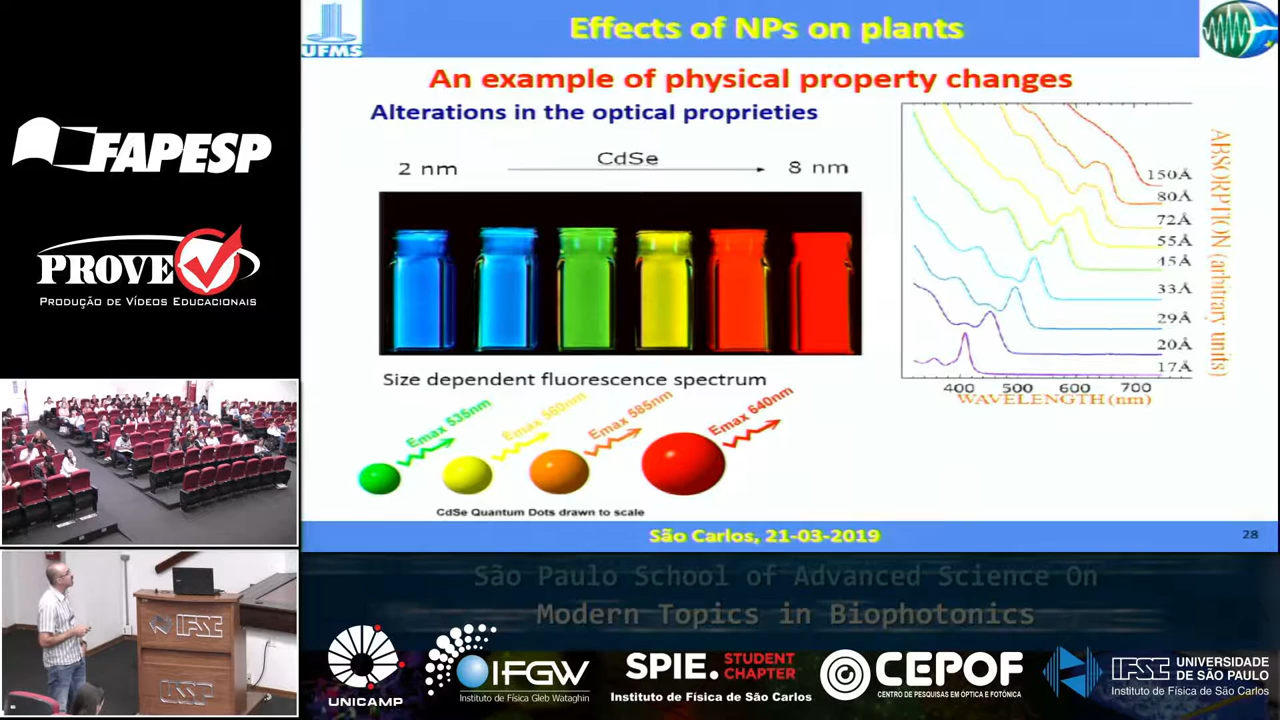 FAPESP
PROVE
PRODUÇÃO DE VÍDEOS EDUCACIONAIS
UFMS
Effects of NPs on plants
An example of physical property changes
Alterations in the optical proprieties
2 nm
CdSe
8 nm
Size dependent fluorescence spectrum
Emax 535nm
Emax 560nm
Emax 585nm
Emax 640nm
CdSe Quantum Dots drawn to scale
150Å
80Å
72Å
55Å
45Å
33Å
29Å
20Å
17Å
400 500 600 700
WAVELENGTH (nm)
ABSORPTION (arbitrary units)
São Carlos, 21-03-2019
28
IFSC
São Paulo School of Advanced Science On
Modern Topics in Biophotonics
UNICAMP
IFGW
Instituto de Física Gleb Wataghin
SPIE. STUDENT
CHAPTER
Instituto de Física de São Carlos
CEPOF
CENTRO DE PESQUISAS EM ÓPTICA E FOTÔNICA
IFSC UNIVERSIDADE
DE SÃO PAULO
Instituto de Física de São Carlos